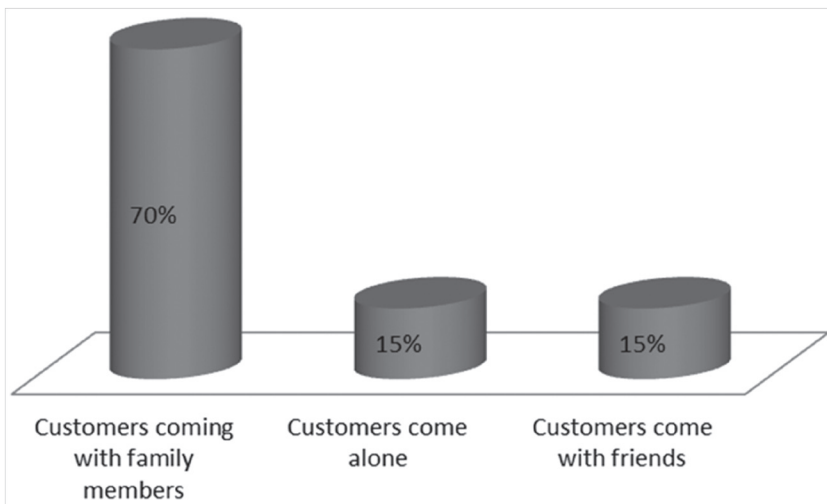 70%
15%
15%
Customers coming
with family
members
Customers come
alone
Customers come
with friends